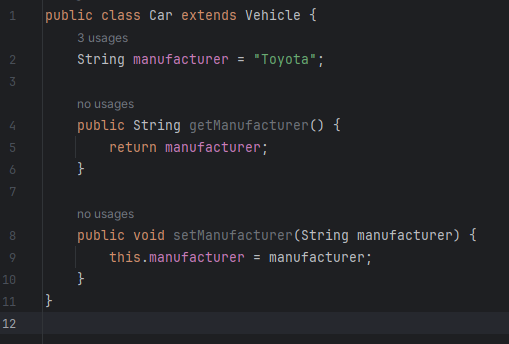 1 public class Car extends Vehicle {
3 usages
2 String manufacturer = "Toyota";
3
no usages
4 public String getManufacturer() {
5 return manufacturer;
6 }
7
no usages
8 public void setManufacturer(String manufacturer) {
9 this.manufacturer = manufacturer;
10 }
11 }
12